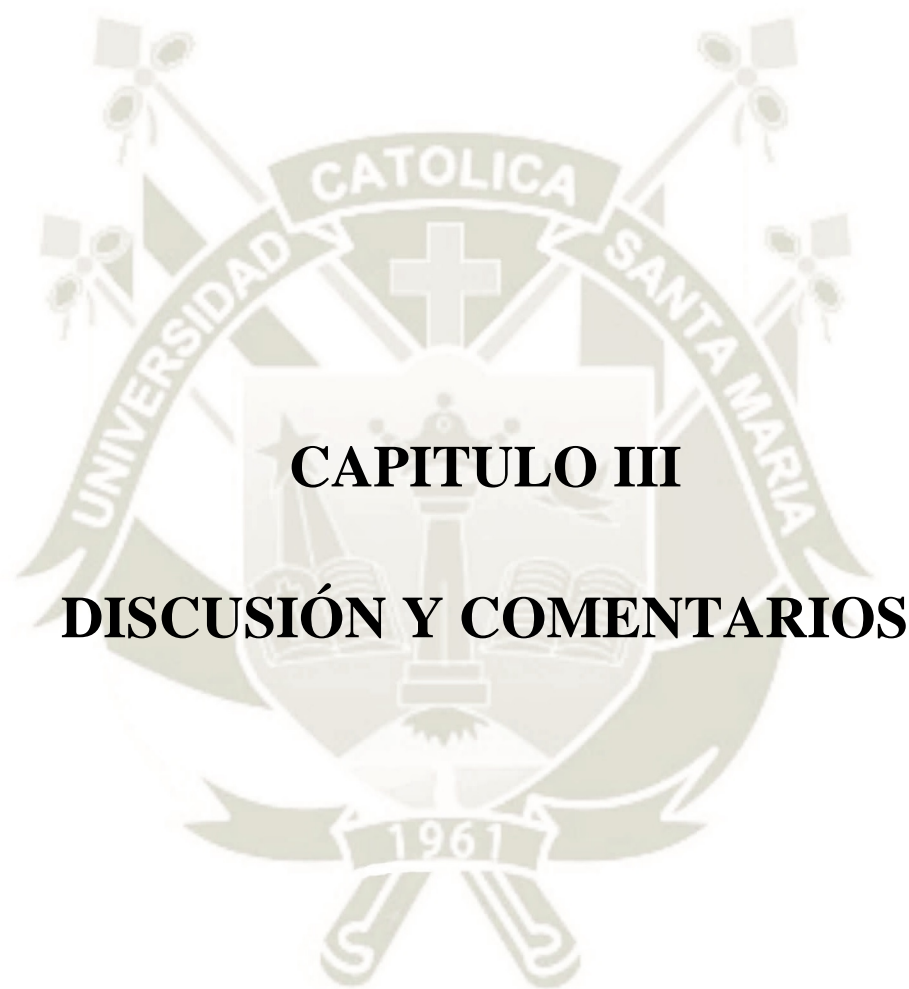 UNIVERSIDAD CATOLICA SANTA MARIA
CAPITULO III
DISCUSIÓN Y COMENTARIOS
1961